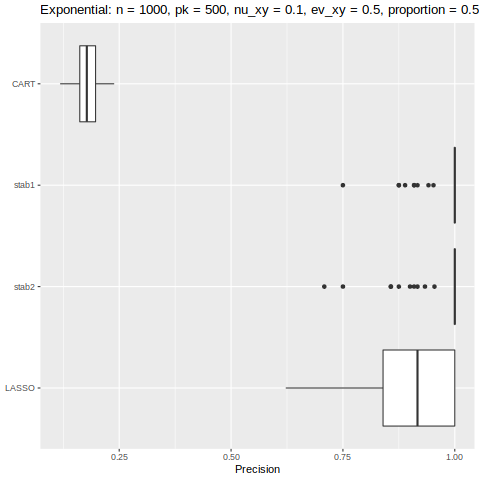 Exponential: n = 1000, pk = 500, nu_xy = 0.1, ev_xy = 0.5, proportion = 0.5
CART
stab1
stab2
LASSO
0.25 0.50 0.75 1.00
Precision